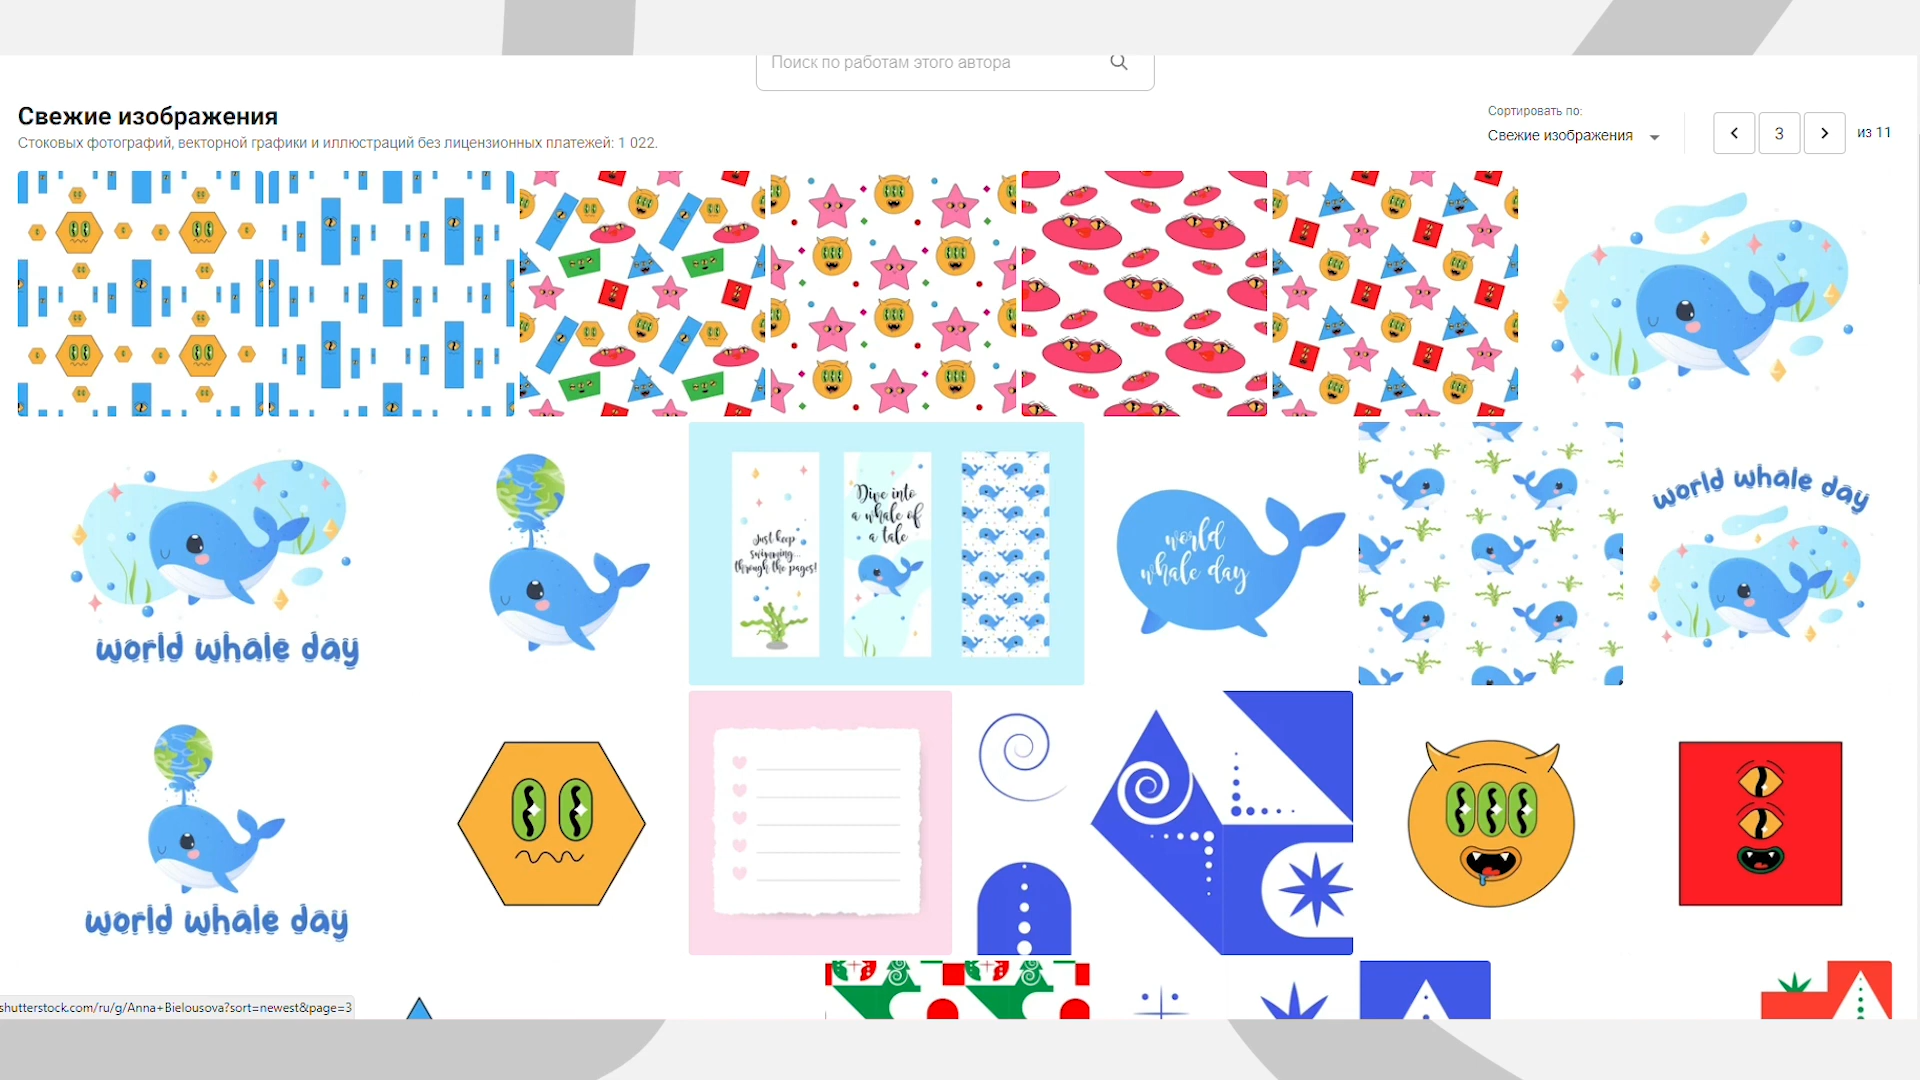 Поиск по работам этого автора
Свежие изображения
Стоковых фотографий, векторной графики и иллюстраций без лицензионных платежей: 1 022.
Сортировать по:
Свежие изображения
3
из 11
world whale day
Just keep
swimming...
through the pages!
Dive into
a whale of
a tale
world
whale day
world whale day
world whale day
shutterstock.com/ru/g/Anna+Bielousova?sort=newest&page=3